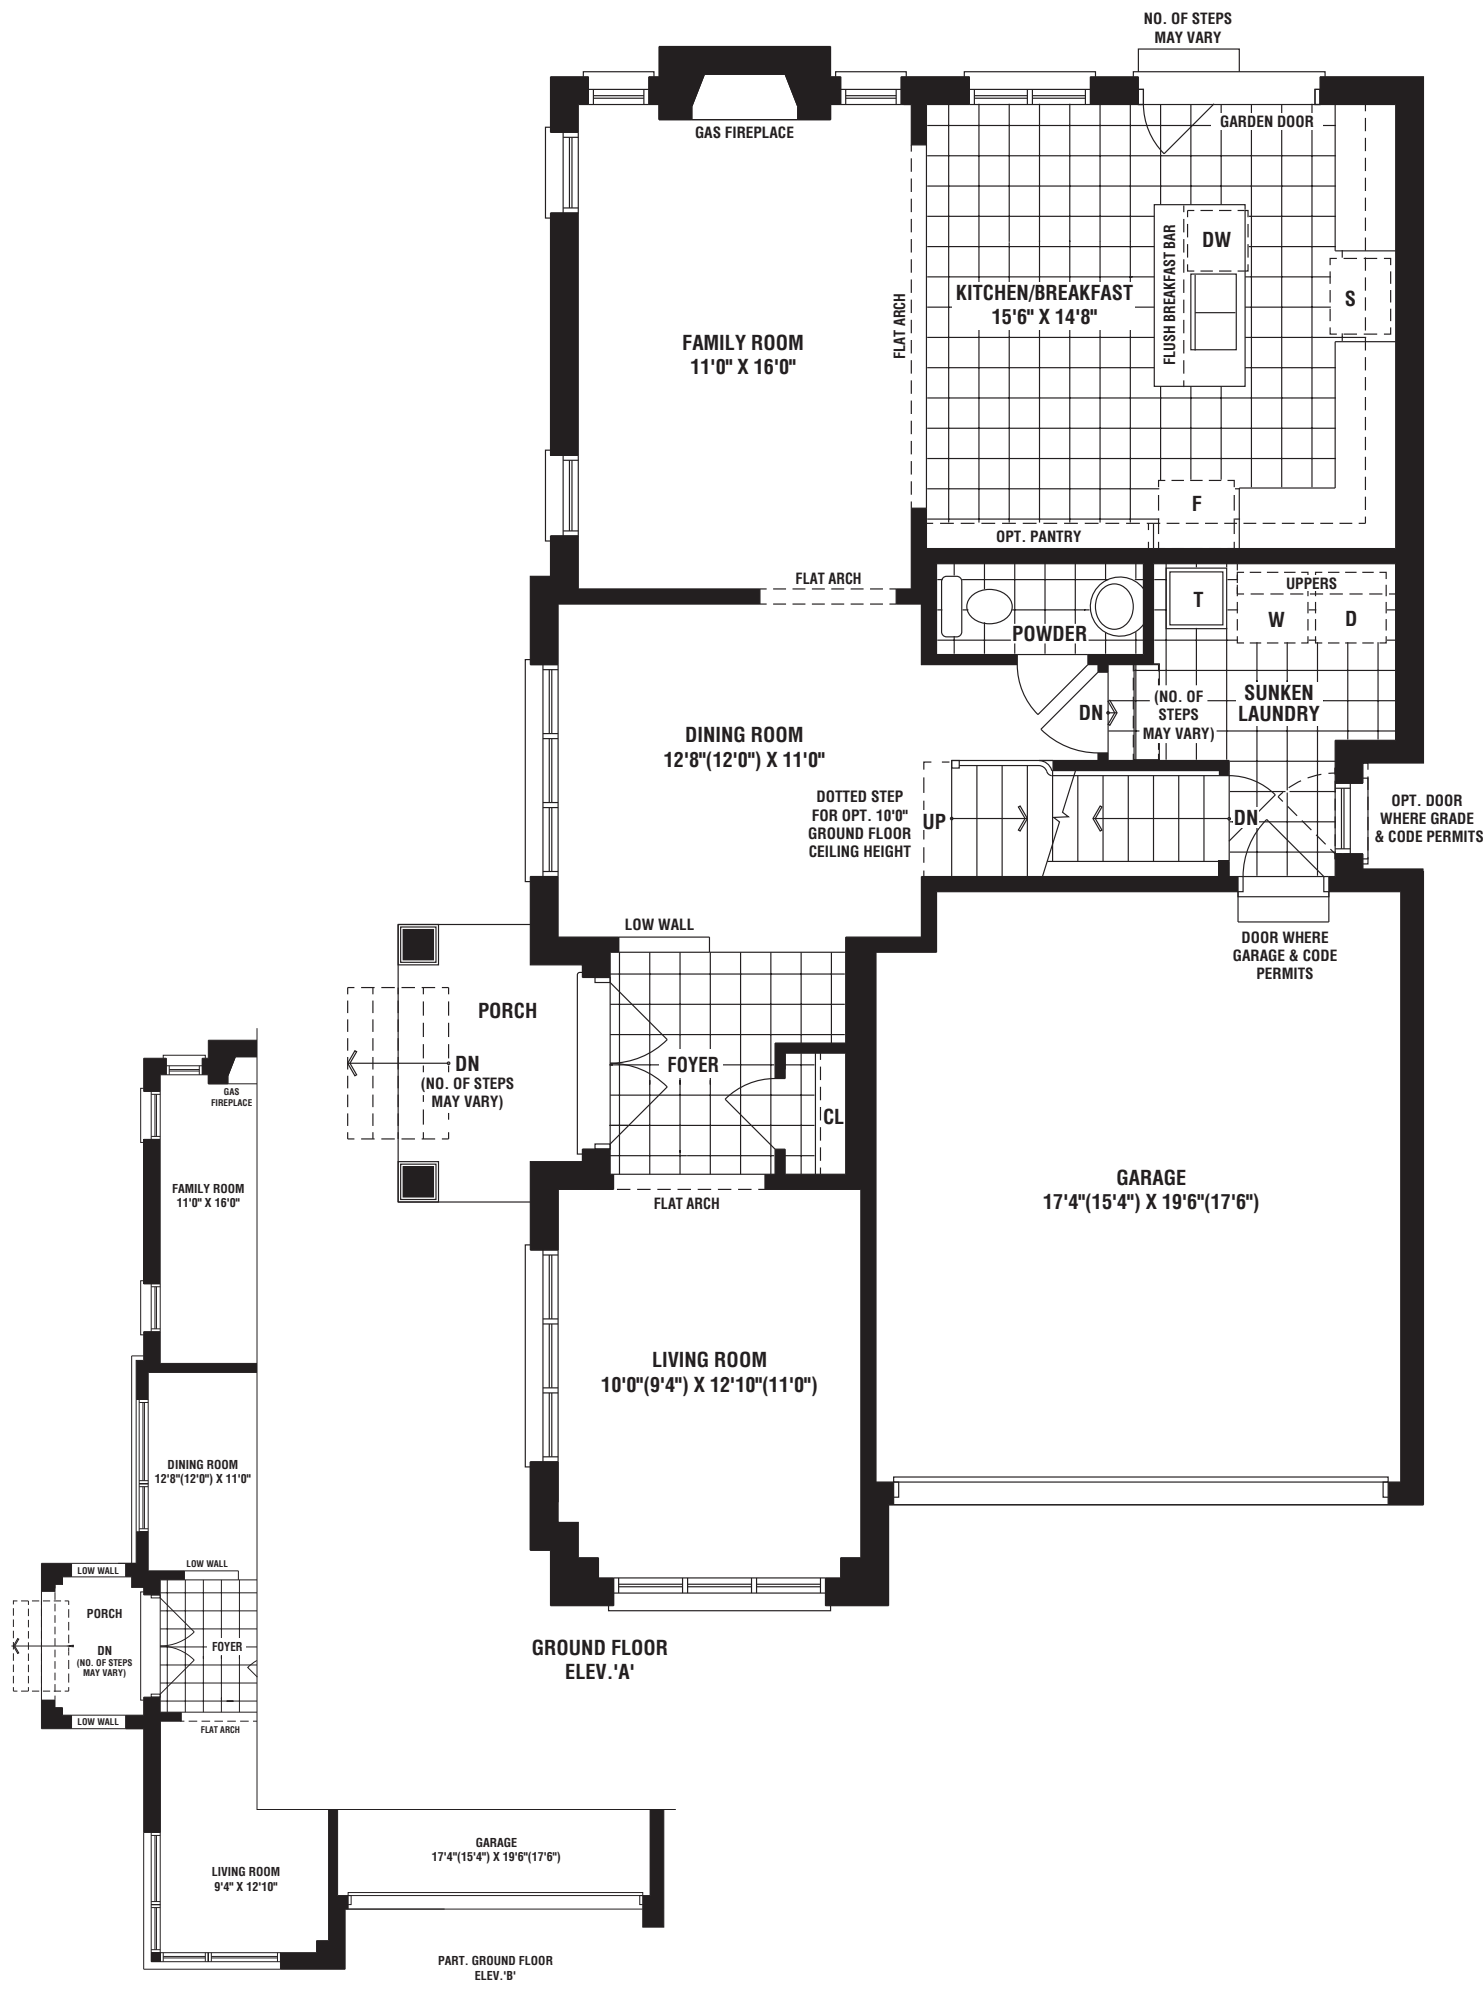 NO. OF STEPS
MAY VARY
GAS FIREPLACE
GARDEN DOOR
FLUSH BREAKFAST BAR
DW
S
KITCHEN/BREAKFAST
15'6" X 14'8"
FLAT ARCH
FAMILY ROOM
11'0" X 16'0"
F
OPT. PANTRY
FLAT ARCH
UPPERS
T
W
D
POWDER
SUNKEN
LAUNDRY
(NO. OF
STEPS
MAY VARY)
DN
DINING ROOM
12'8"(12'0") X 11'0"
DOTTED STEP
FOR OPT. 10'0"
GROUND FLOOR
CEILING HEIGHT
UP
DN
OPT. DOOR
WHERE GRADE
& CODE PERMITS
LOW WALL
DOOR WHERE
GARAGE & CODE
PERMITS
PORCH
DN
(NO. OF STEPS
MAY VARY)
FOYER
CL
FLAT ARCH
GARAGE
17'4"(15'4") X 19'6"(17'6")
LIVING ROOM
10'0"(9'4") X 12'10"(11'0")
GROUND FLOOR
ELEV.'A'
GAS
FIREPLACE
FAMILY ROOM
11'0" X 16'0"
DINING ROOM
12'8"(12'0") X 11'0"
LOW WALL
LOW WALL
PORCH
DN
(NO. OF STEPS
MAY VARY)
FOYER
LOW WALL
FLAT ARCH
GARAGE
17'4"(15'4") X 19'6"(17'6")
LIVING ROOM
9'4" X 12'10"
PART. GROUND FLOOR
ELEV.'B'